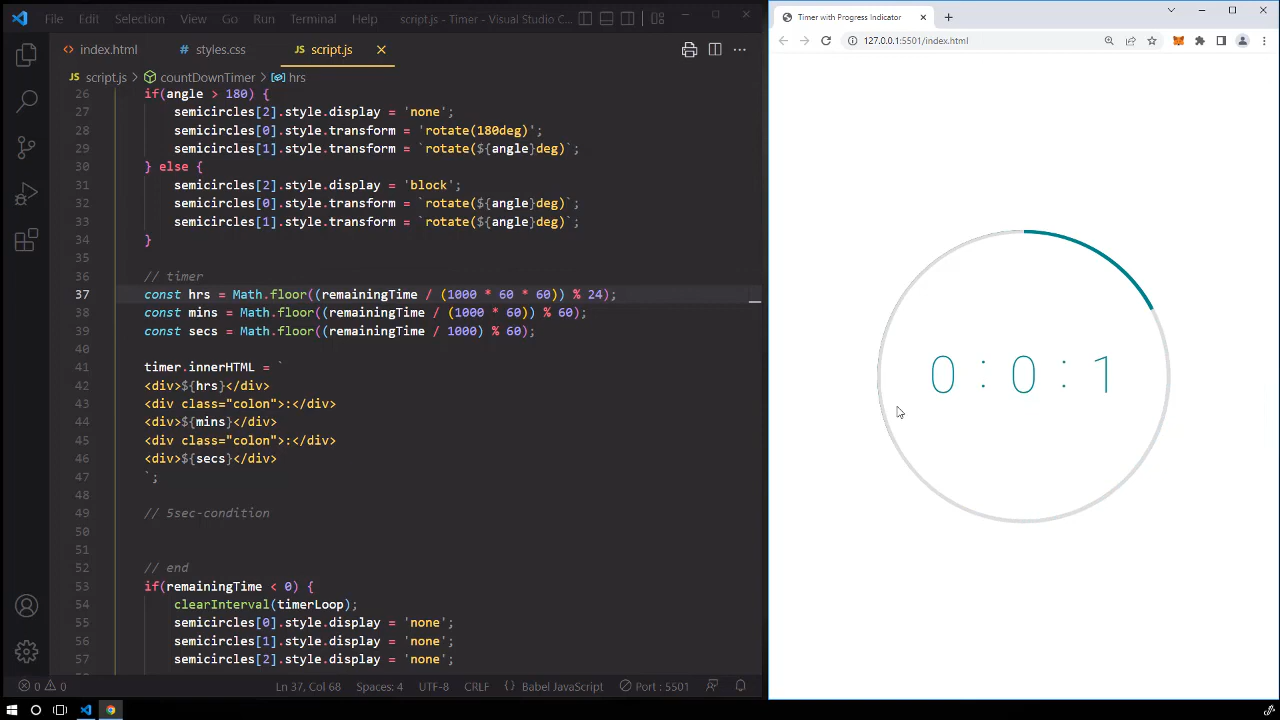 File Edit Selection View Go Run Terminal Help script.js - Timer - Visual Studio C...
index.html styles.css script.js
script.js > countDownTimer > hrs
26 if(angle > 180) {
27 semicircles[2].style.display = 'none';
28 semicircles[0].style.transform = 'rotate(180deg)';
29 semicircles[1].style.transform = `rotate(${angle}deg)`;
30 } else {
31 semicircles[2].style.display = 'block';
32 semicircles[0].style.transform = `rotate(${angle}deg)`;
33 semicircles[1].style.transform = `rotate(${angle}deg)`;
34 }
35
36 // timer
37 const hrs = Math.floor((remainingTime / (1000 * 60 * 60)) % 24);
38 const mins = Math.floor((remainingTime / (1000 * 60)) % 60);
39 const secs = Math.floor((remainingTime / 1000) % 60);
40
41 timer.innerHTML = `
42 <div>${hrs}</div>
43 <div class="colon">:</div>
44 <div>${mins}</div>
45 <div class="colon">:</div>
46 <div>${secs}</div>
47 `;
48
49 // 5sec-condition
50
51
52 // end
53 if(remainingTime < 0) {
54 clearInterval(timerLoop);
55 semicircles[0].style.display = 'none';
56 semicircles[1].style.display = 'none';
57 semicircles[2].style.display = 'none';
0 0 Ln 37, Col 68 Spaces: 4 UTF-8 CRLF {} Babel JavaScript Port : 5501
Timer with Progress Indicator
127.0.0.1:5501/index.html
0 : 0 : 1